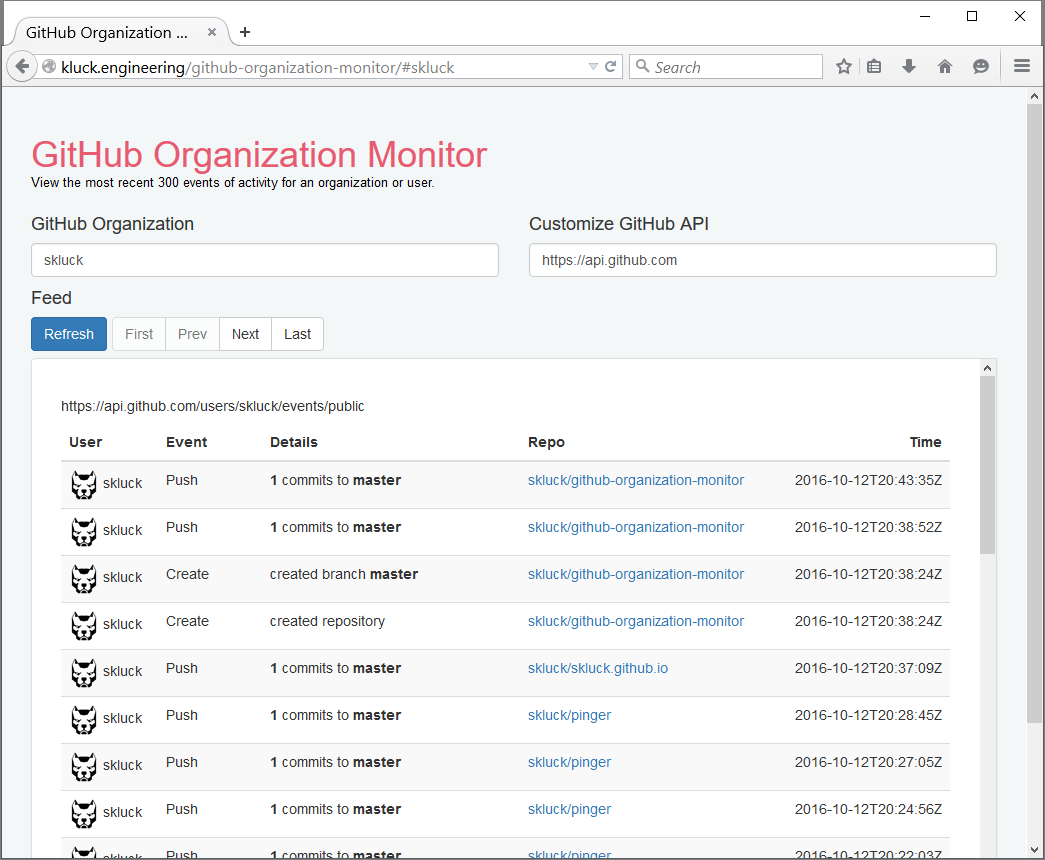 GitHub Organization ...
kluck.engineering/github-organization-monitor/#skluck
Search
GitHub Organization Monitor
View the most recent 300 events of activity for an organization or user.
GitHub Organization Customize GitHub API
skluck https://api.github.com
Feed
Refresh First Prev Next Last
https://api.github.com/users/skluck/events/public
User Event Details Repo Time
skluck Push 1 commits to master skluck/github-organization-monitor 2016-10-12T20:43:35Z
skluck Push 1 commits to master skluck/github-organization-monitor 2016-10-12T20:38:52Z
skluck Create created branch master skluck/github-organization-monitor 2016-10-12T20:38:24Z
skluck Create created repository skluck/github-organization-monitor 2016-10-12T20:38:24Z
skluck Push 1 commits to master skluck/skluck.github.io 2016-10-12T20:37:09Z
skluck Push 1 commits to master skluck/pinger 2016-10-12T20:28:45Z
skluck Push 1 commits to master skluck/pinger 2016-10-12T20:27:05Z
skluck Push 1 commits to master skluck/pinger 2016-10-12T20:24:56Z
skluck Push 1 commits to master skluck/pinger 2016-10-12T20:22:03Z